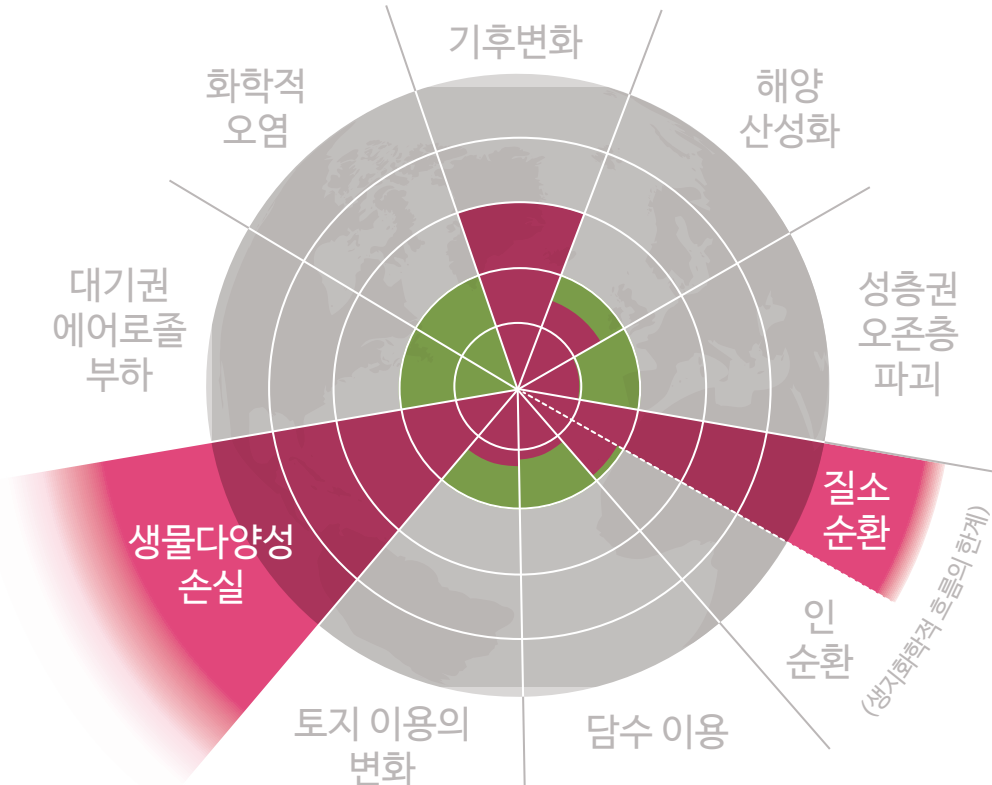 기후변화
해양
산성화
성층권
오존층
파괴
질소
순환
(생지화학적 흐름의 한계)
인
순환
담수 이용
토지 이용의
변화
생물다양성
손실
대기권
에어로졸
부하
화학적
오염